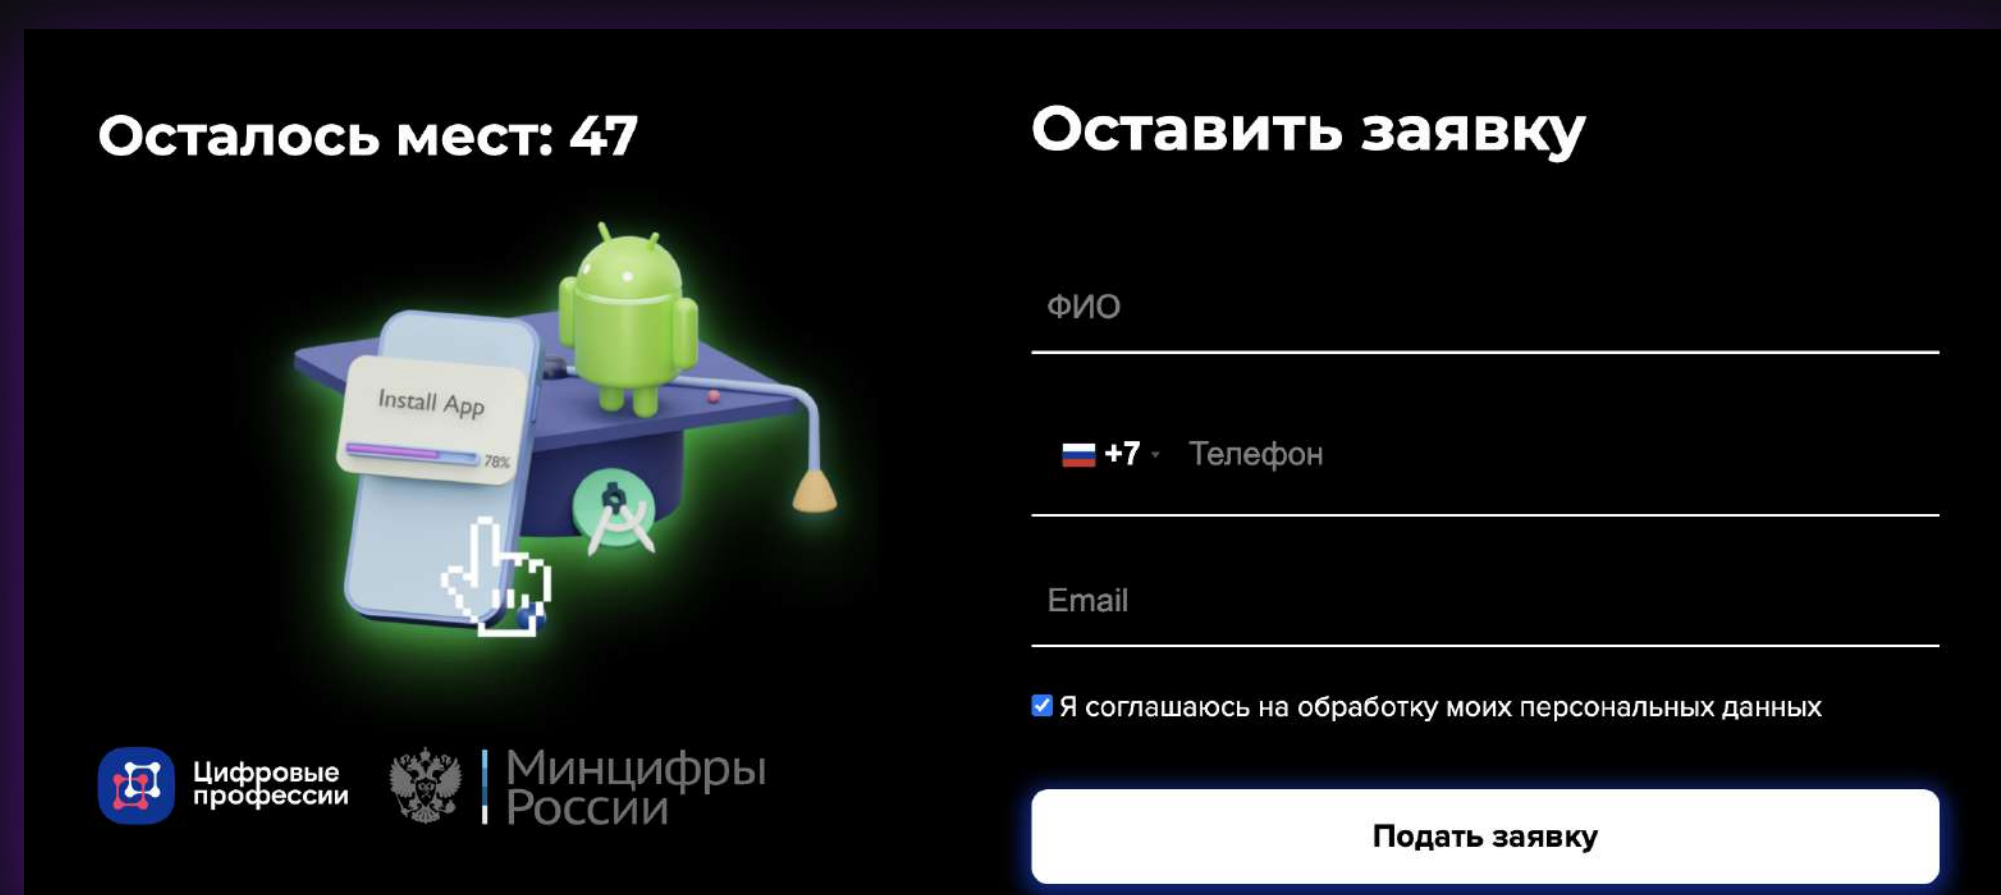 Осталось мест: 47
Install App
78%
Цифровые
профессии
Минцифры
России
Оставить заявку
ФИО
+7 Телефон
Email
Я соглашаюсь на обработку моих персональных данных
Подать заявку